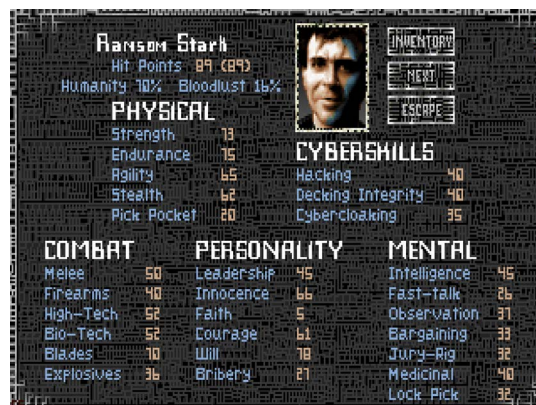 Ransom Stark
Hit Points 89 (89)
Humanity 70% Bloodlust 16%
INVENTORY
NEXT
ESCAPE
PHYSICAL
Strength 73
Endurance 75
Agility 65
Stealth 62
Pick Pocket 20
CYBERSKILLS
Hacking 40
Decking Integrity 40
Cybercloaking 35
COMBAT
Melee 50
Firearms 40
High-Tech 52
Bio-Tech 52
Blades 70
Explosives 36
PERSONALITY
Leadership 45
Innocence 66
Faith 5
Courage 61
Will 78
Bribery 27
MENTAL
Intelligence 45
Fast-talk 26
Observation 37
Bargaining 33
Jury-Rig 32
Medicinal 40
Lock Pick 32